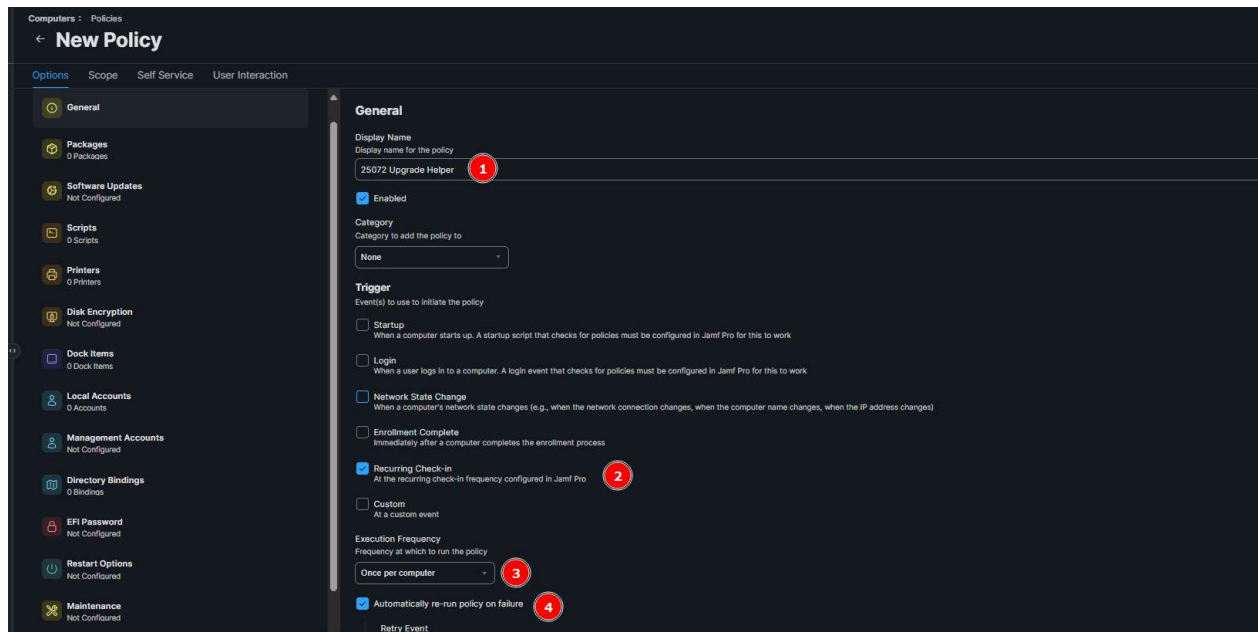 Computers : Policies
← New Policy
Options Scope Self Service User Interaction
General
Packages
0 Packages
Software Updates
Not Configured
Scripts
0 Scripts
Printers
0 Printers
Disk Encryption
Not Configured
Dock Items
0 Dock Items
Local Accounts
0 Accounts
Management Accounts
Not Configured
Directory Bindings
0 Bindings
EFI Password
Not Configured
Restart Options
Not Configured
Maintenance
Not Configured
General
Display Name
Display name for the policy
25072 Upgrade Helper 1
Enabled
Category
Category to add the policy to
None
Trigger
Event(s) to use to initiate the policy
Startup
When a computer starts up. A startup script that checks for policies must be configured in Jamf Pro for this to work
Login
When a user logs in to a computer. A login event that checks for policies must be configured in Jamf Pro for this to work
Network State Change
When a computer's network state changes (e.g., when the network connection changes, when the computer name changes, when the IP address changes)
Enrollment Complete
Immediately after a computer completes the enrollment process
Recurring Check-in
At the recurring check-in frequency configured in Jamf Pro 2
Custom
At a custom event
Execution Frequency
Frequency at which to run the policy
Once per computer 3
Automatically re-run policy on failure 4
Retry Event